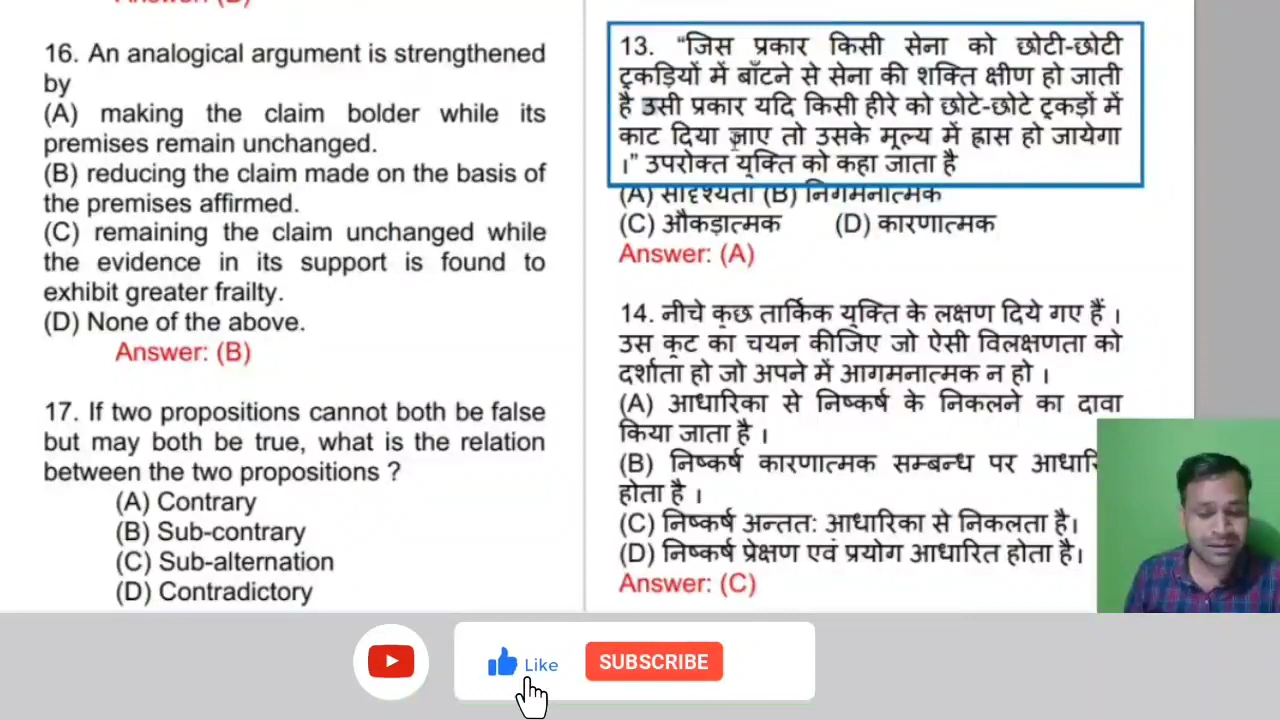 16. An analogical argument is strengthened
by
(A) making the claim bolder while its
premises remain unchanged.
(B) reducing the claim made on the basis of
the premises affirmed.
(C) remaining the claim unchanged while
the evidence in its support is found to
exhibit greater frailty.
(D) None of the above.
Answer: (B)
17. If two propositions cannot both be false
but may both be true, what is the relation
between the two propositions ?
(A) Contrary
(B) Sub-contrary
(C) Sub-alternation
(D) Contradictory
13. “जिस प्रकार किसी सेना को छोटी-छोटी
टुकड़ियों में बाँटने से सेना की शक्ति क्षीण हो जाती
है उसी प्रकार यदि किसी हीरे को छोटे-छोटे टुकड़ों में
काट दिया जाए तो उसके मूल्य में ह्रास हो जायेगा
।” उपरोक्त युक्ति को कहा जाता है
(A) सादृश्यता (B) निगमनात्मक
(C) औकड़ात्मक (D) कारणात्मक
Answer: (A)
14. नीचे कुछ तार्किक युक्ति के लक्षण दिये गए हैं ।
उस कूट का चयन कीजिए जो ऐसी विलक्षणता को
दर्शाता हो जो अपने में आगमनात्मक न हो ।
(A) आधारिका से निष्कर्ष के निकलने का दावा
किया जाता है ।
(B) निष्कर्ष कारणात्मक सम्बन्ध पर
होता है ।
(C) निष्कर्ष अन्तत: आधारिका से निकलता है।
(D) निष्कर्ष प्रेक्षण एवं प्रयोग आधारित होता है।
Answer: (C)
Like
SUBSCRIBE